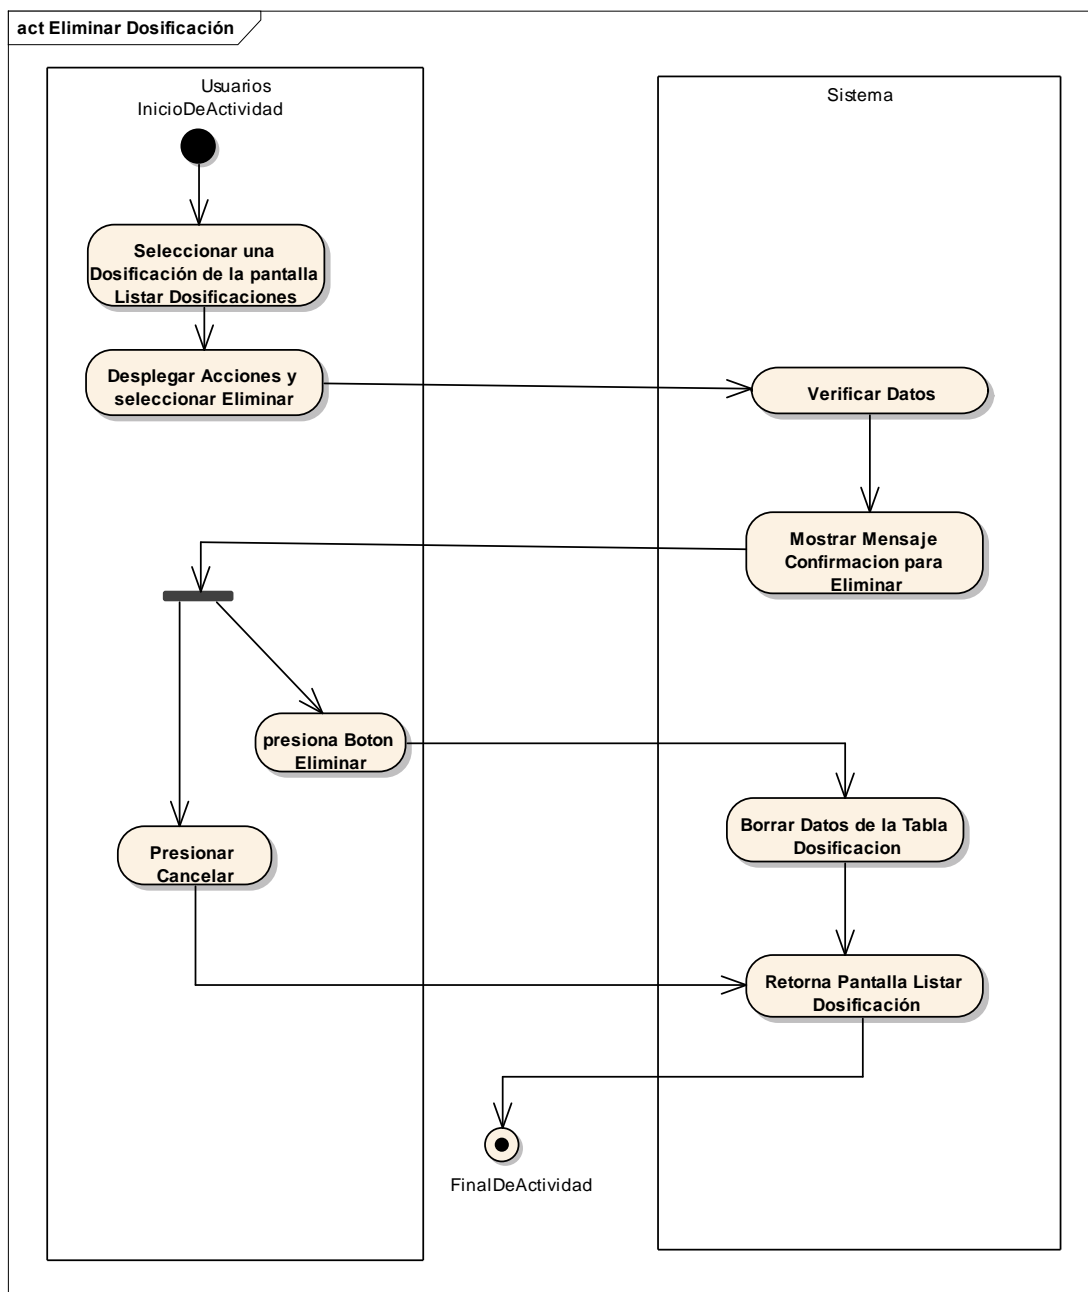 act Eliminar Dosificación
Usuarios
InicioDeActividad
Sistema
Seleccionar una
Dosificación de la pantalla
Listar Dosificaciones
Desplegar Acciones y
seleccionar Eliminar
Verificar Datos
Mostrar Mensaje
Confirmacion para
Eliminar
presiona Boton
Eliminar
Borrar Datos de la Tabla
Dosificacion
Presionar
Cancelar
Retorna Pantalla Listar
Dosificación
FinalDeActividad